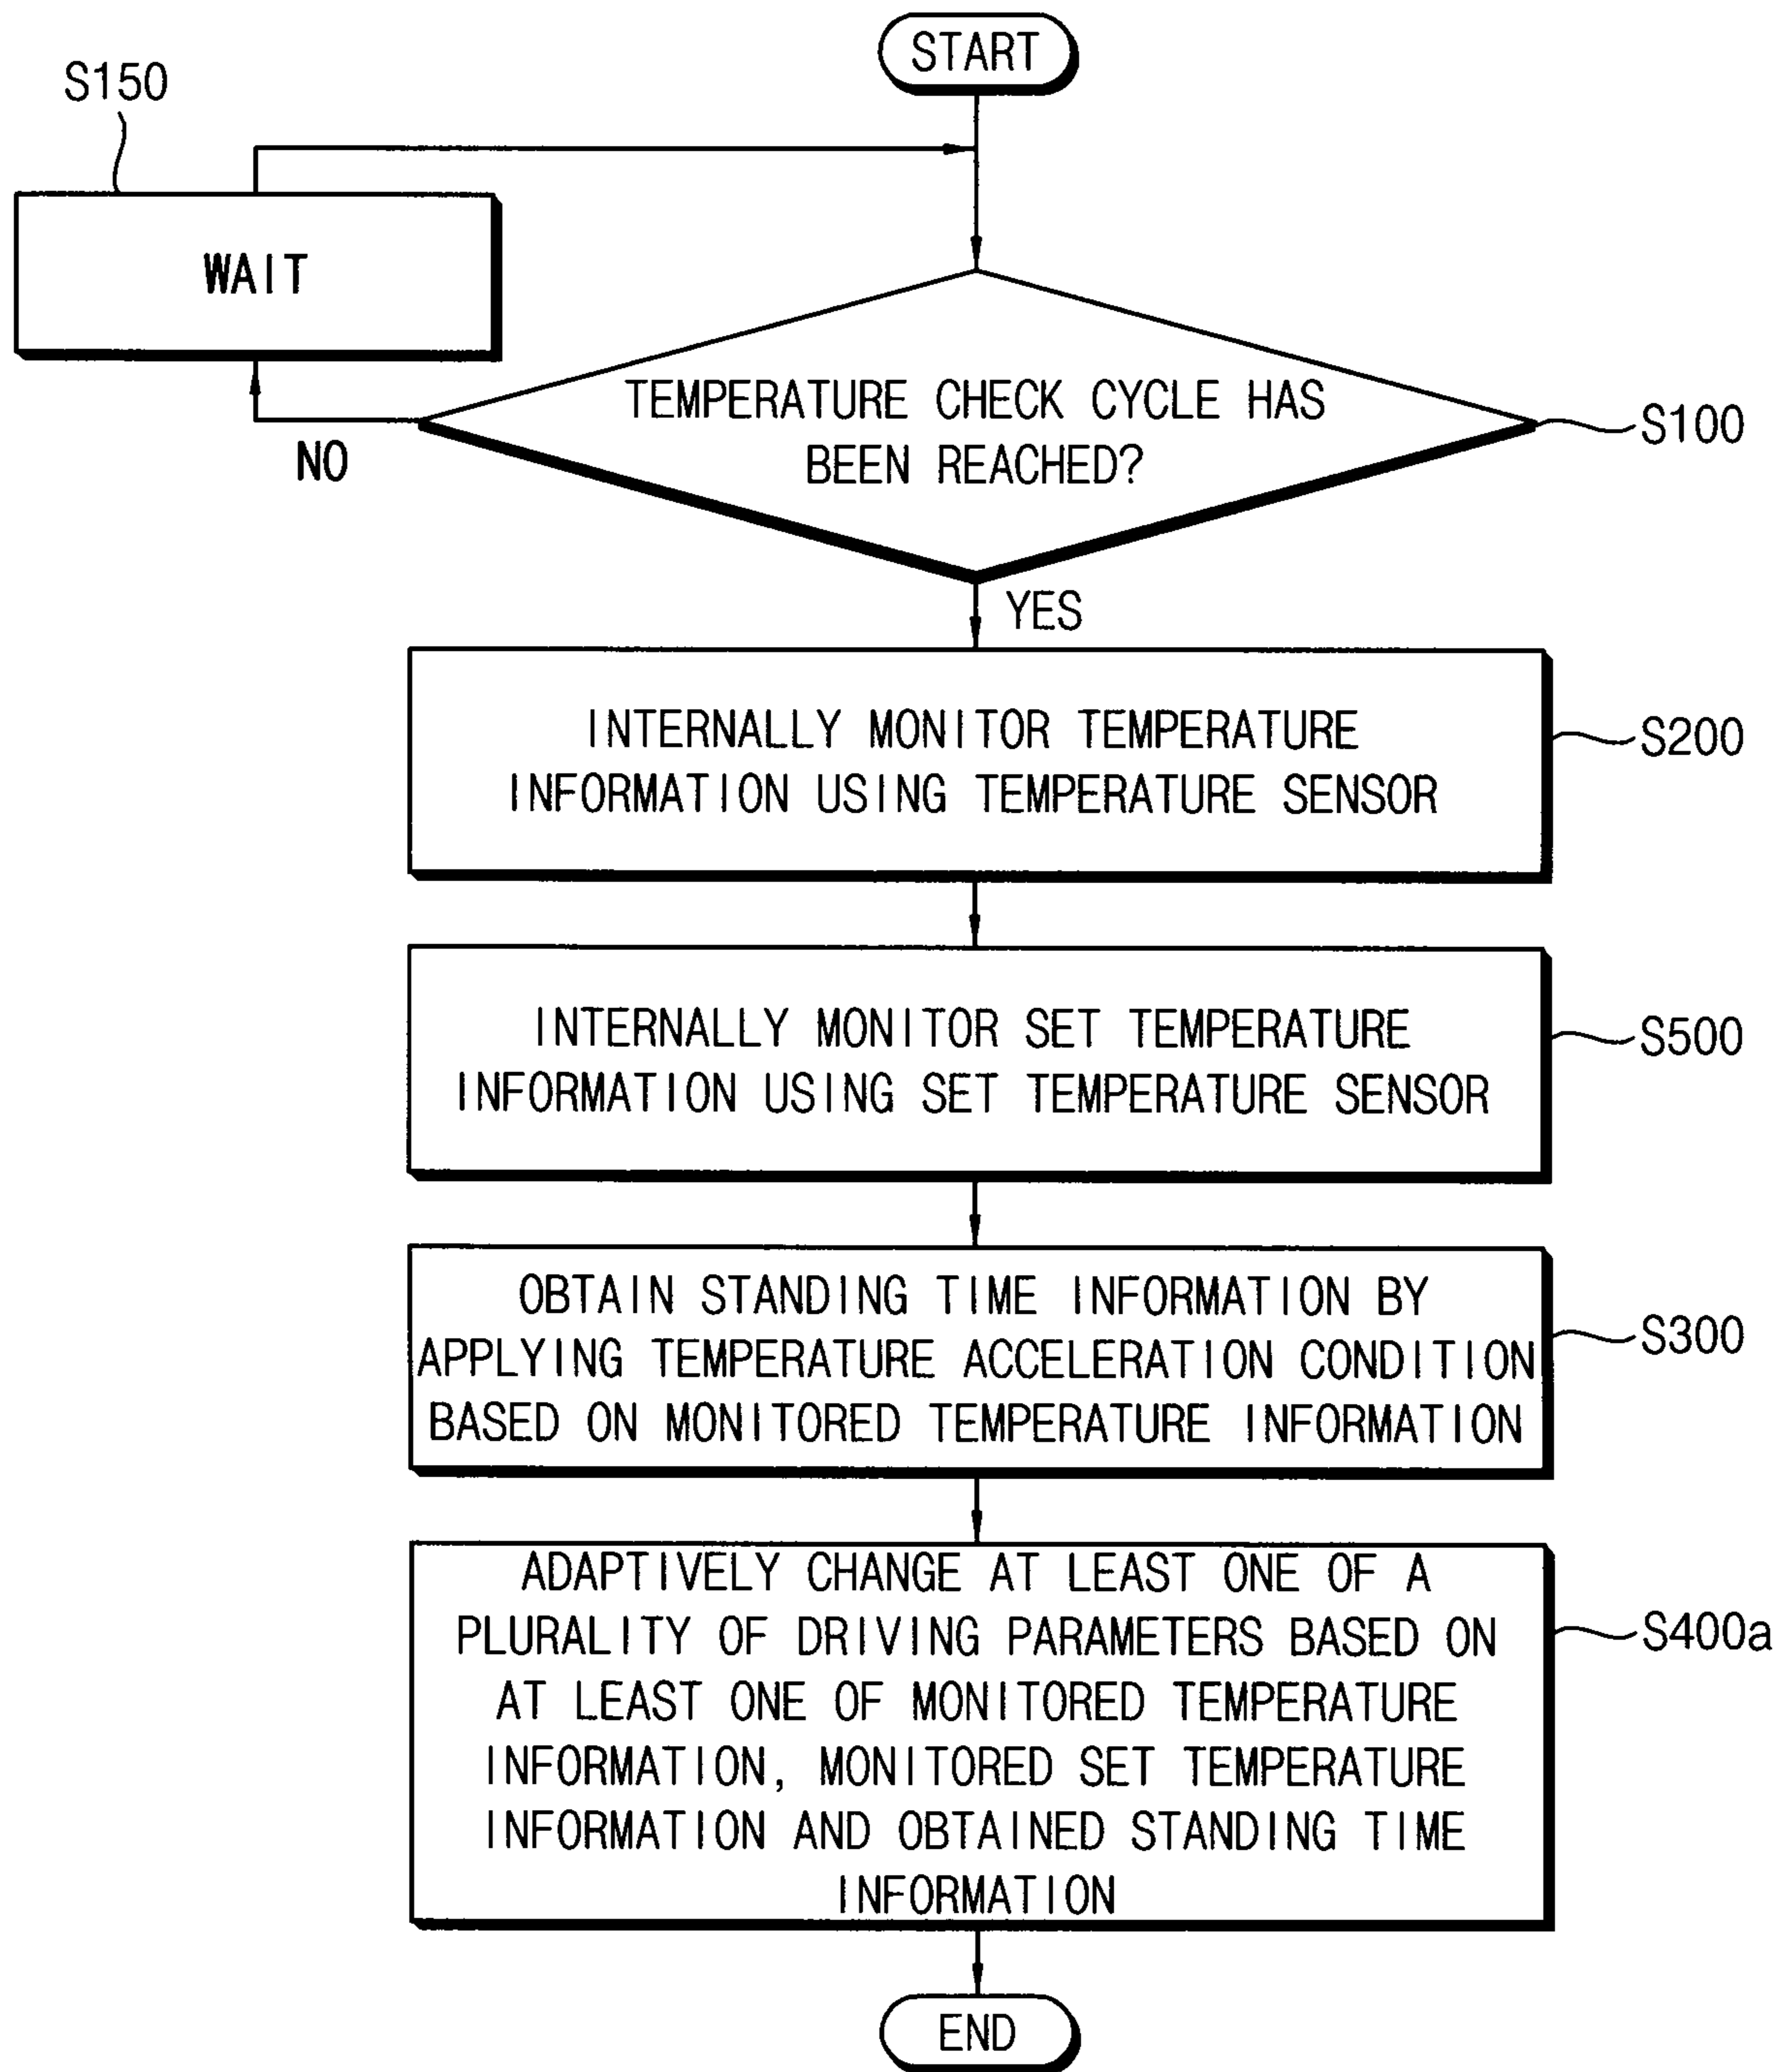 START
S150
WAIT
TEMPERATURE CHECK CYCLE HAS
BEEN REACHED?
S100
NO
YES
INTERNALLY MONITOR TEMPERATURE
INFORMATION USING TEMPERATURE SENSOR
S200
INTERNALLY MONITOR SET TEMPERATURE
INFORMATION USING SET TEMPERATURE SENSOR
S500
OBTAIN STANDING TIME INFORMATION BY
APPLYING TEMPERATURE ACCELERATION CONDITION
BASED ON MONITORED TEMPERATURE INFORMATION
S300
ADAPTIVELY CHANGE AT LEAST ONE OF A
PLURALITY OF DRIVING PARAMETERS BASED ON
AT LEAST ONE OF MONITORED TEMPERATURE
INFORMATION, MONITORED SET TEMPERATURE
INFORMATION AND OBTAINED STANDING TIME
INFORMATION
S400a
END